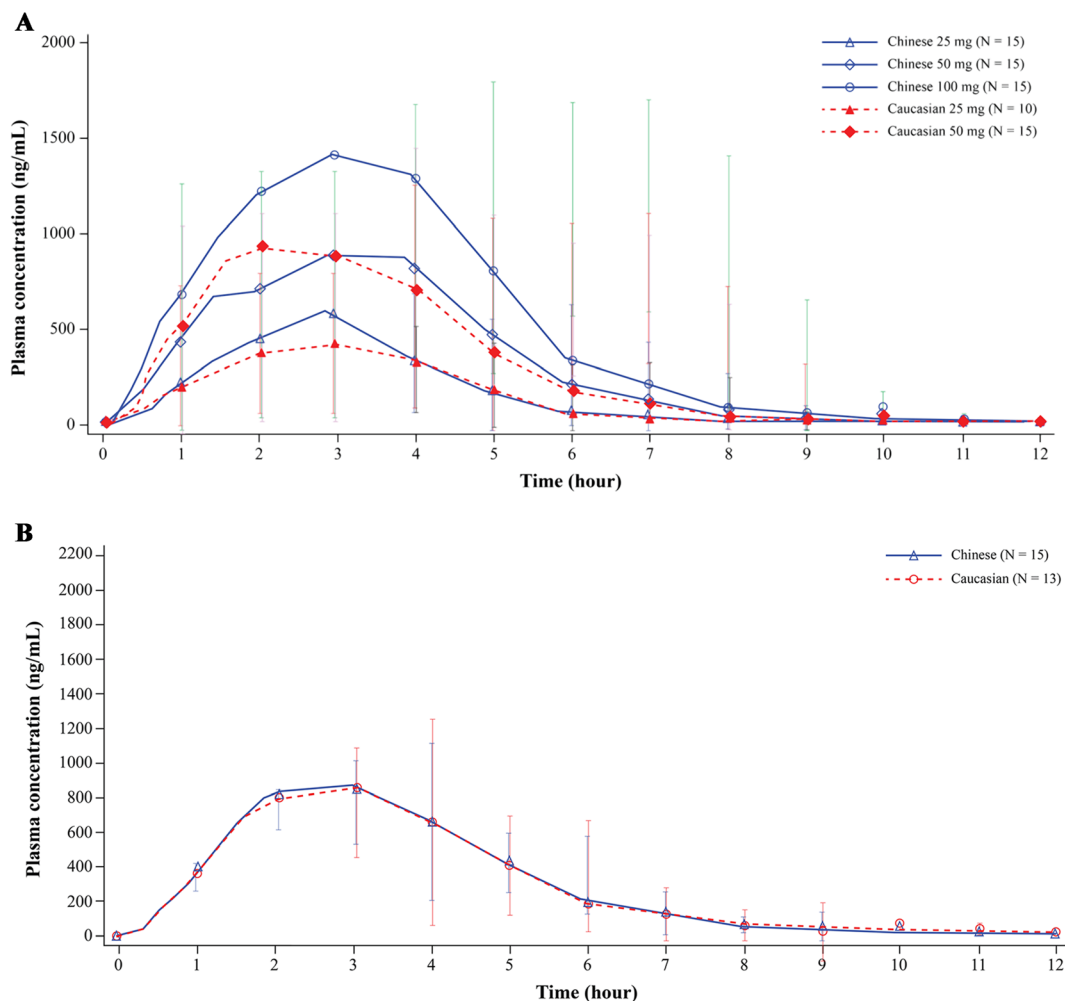 A
Plasma concentration (ng/mL)
2000
1500
1000
500
0
Chinese 25 mg (N = 15)
Chinese 50 mg (N = 15)
Chinese 100 mg (N = 15)
Caucasian 25 mg (N = 10)
Caucasian 50 mg (N = 15)
0 1 2 3 4 5 6 7 8 9 10 11 12
Time (hour)
B
Plasma concentration (ng/mL)
2200
2000
1800
1600
1400
1200
1000
800
600
400
200
0
Chinese (N = 15)
Caucasian (N = 13)
0 1 2 3 4 5 6 7 8 9 10 11 12
Time (hour)